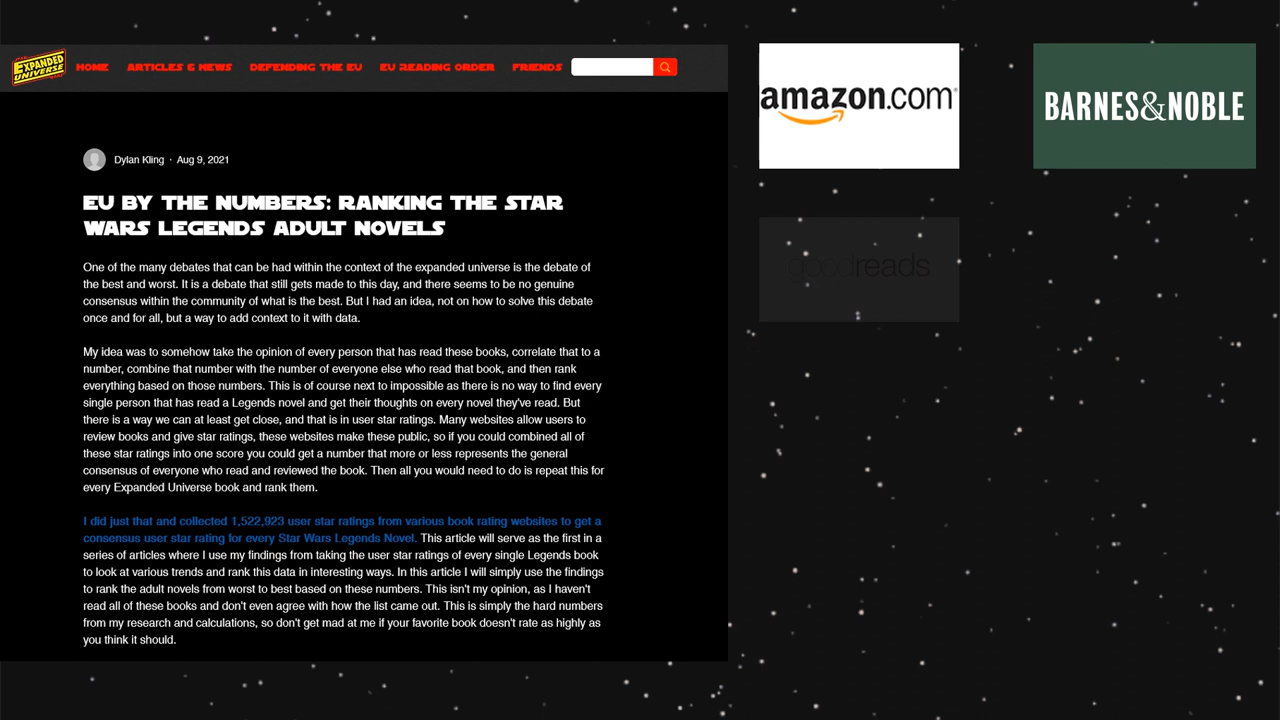 STAR
EXPANDED
UNIVERSE
WARS
HOME
ARTICLES & NEWS
DEFENDING THE EU
EU READING ORDER
FRIENDS
Dylan Kling · Aug 9, 2021
EU BY THE NUMBERS: RANKING THE STAR
WARS LEGENDS ADULT NOVELS
One of the many debates that can be had within the context of the expanded universe is the debate of
the best and worst. It is a debate that still gets made to this day, and there seems to be no genuine
consensus within the community of what is the best. But I had an idea, not on how to solve this debate
once and for all, but a way to add context to it with data.
My idea was to somehow take the opinion of every person that has read these books, correlate that to a
number, combine that number with the number of everyone else who read that book, and then rank
everything based on those numbers. This is of course next to impossible as there is no way to find every
single person that has read a Legends novel and get their thoughts on every novel they've read. But
there is a way we can at least get close, and that is in user star ratings. Many websites allow users to
review books and give star ratings, these websites make these public, so if you could combined all of
these star ratings into one score you could get a number that more or less represents the general
consensus of everyone who read and reviewed the book. Then all you would need to do is repeat this for
every Expanded Universe book and rank them.
I did just that and collected 1,522,923 user star ratings from various book rating websites to get a
consensus user star rating for every Star Wars Legends Novel. This article will serve as the first in a
series of articles where I use my findings from taking the user star ratings of every single Legends book
to look at various trends and rank this data in interesting ways. In this article I will simply use the findings
to rank the adult novels from worst to best based on these numbers. This isn't my opinion, as I haven't
read all of these books and don't even agree with how the list came out. This is simply the hard numbers
from my research and calculations, so don't get mad at me if your favorite book doesn't rate as highly as
you think it should.
amazon.com®
BARNES&NOBLE
goodreads